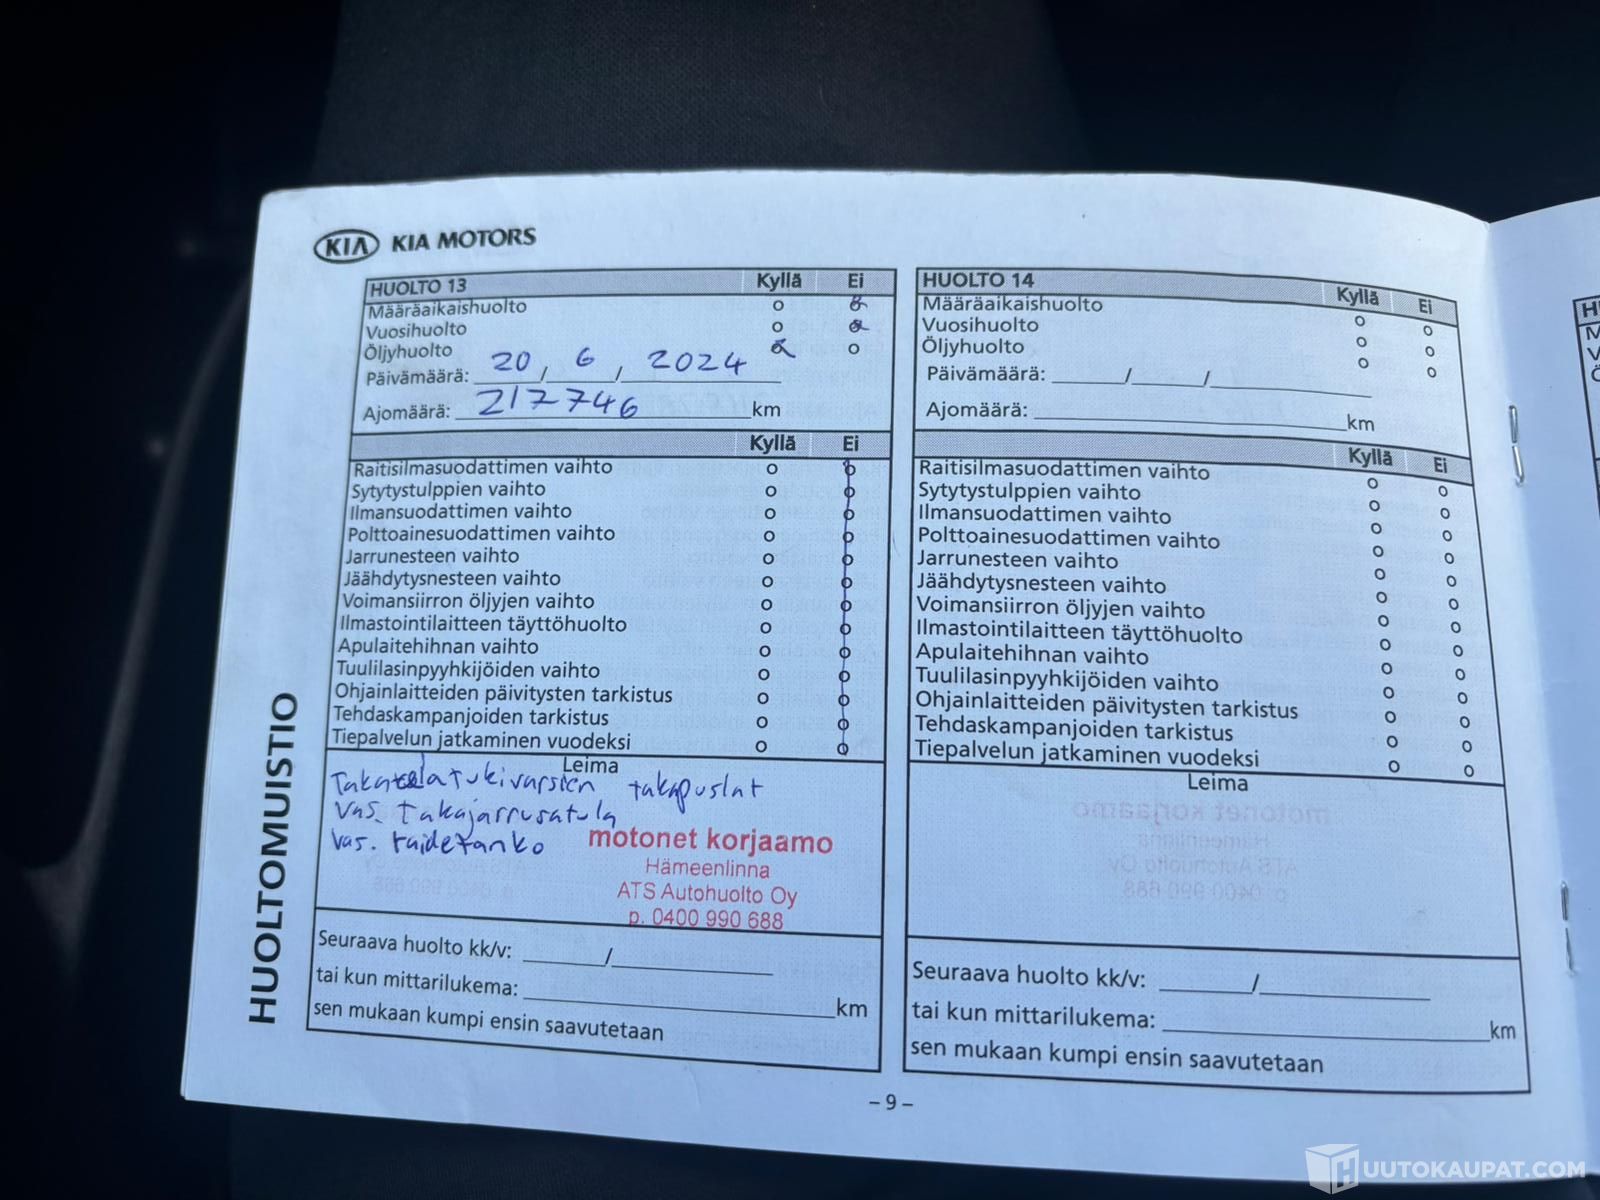 KIA KIA MOTORS
HUOLTO 13 Kyllä Ei
Määräaikaishuolto o o
Vuosihuolto o o
Öljyhuolto o o
Päivämäärä: 20 / 6 / 2024
Ajomäärä: 217746 km
Kyllä Ei
Raitisilmasuodattimen vaihto o o
Sytytystulppien vaihto o o
Ilmansuodattimen vaihto o o
Polttoainesuodattimen vaihto o o
Jarrunesteen vaihto o o
Jäähdytysnesteen vaihto o o
Voimansiirron öljyjen vaihto o o
Ilmastointilaitteen täyttöhuolto o o
Apulaitehihnan vaihto o o
Tuulilasinpyyhkijöiden vaihto o o
Ohjainlaitteiden päivitysten tarkistus o o
Tehdaskampanjoiden tarkistus o o
Tiepalvelun jatkaminen vuodeksi o o
Leima
takapuslat
vas. takajarrusatula
vas. raidetanko
motonet korjaamo
Hämeenlinna
ATS Autohuolto Oy
p. 0400 990 688
Seuraava huolto kk/v: /
tai kun mittarilukema: km
sen mukaan kumpi ensin saavutetaan
HUOLTO 14 Kyllä Ei
Määräaikaishuolto o o
Vuosihuolto o o
Öljyhuolto o o
Päivämäärä: / /
Ajomäärä: km
Kyllä Ei
Raitisilmasuodattimen vaihto o o
Sytytystulppien vaihto o o
Ilmansuodattimen vaihto o o
Polttoainesuodattimen vaihto o o
Jarrunesteen vaihto o o
Jäähdytysnesteen vaihto o o
Voimansiirron öljyjen vaihto o o
Ilmastointilaitteen täyttöhuolto o o
Apulaitehihnan vaihto o o
Tuulilasinpyyhkijöiden vaihto o o
Ohjainlaitteiden päivitysten tarkistus o o
Tehdaskampanjoiden tarkistus o o
Tiepalvelun jatkaminen vuodeksi o o
Leima
Seuraava huolto kk/v: /
tai kun mittarilukema: km
sen mukaan kumpi ensin saavutetaan
HUOLTOMUISTIO
– 9 –
HUUTOKAUPAT.COM